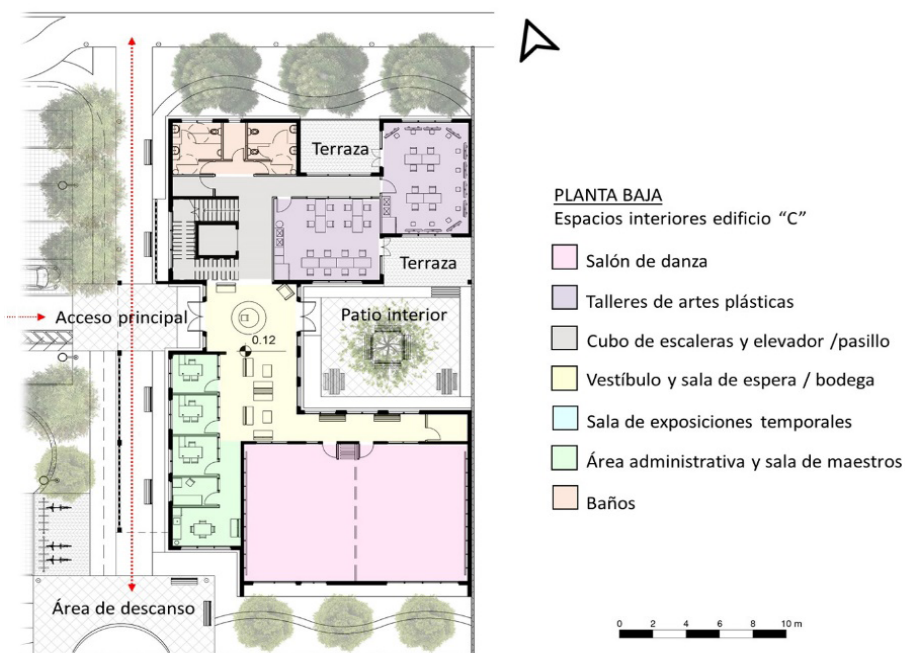 Terraza
Terraza
Acceso principal
Patio interior
0.12
Área de descanso
PLANTA BAJA
Espacios interiores edificio “C”
Salón de danza
Talleres de artes plásticas
Cubo de escaleras y elevador /pasillo
Vestíbulo y sala de espera / bodega
Sala de exposiciones temporales
Área administrativa y sala de maestros
Baños
0 2 4 6 8 10 m